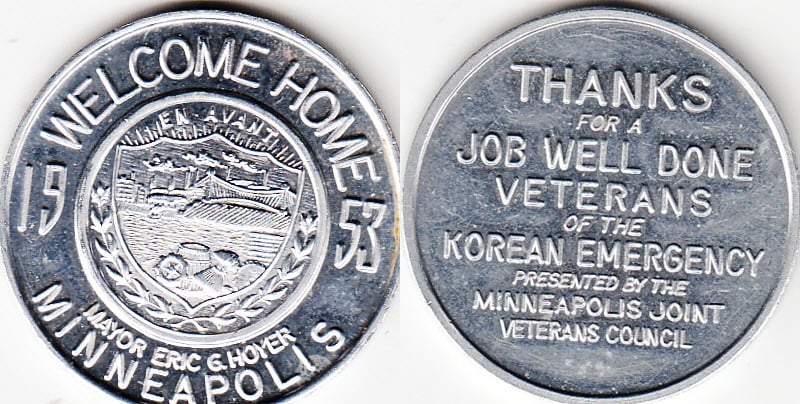 WELCOME HOME
19 53
EN AVANT
MAYOR ERIC G. HOYER
MINNEAPOLIS
THANKS
FOR A
JOB WELL DONE
VETERANS
OF THE
KOREAN EMERGENCY
PRESENTED BY THE
MINNEAPOLIS JOINT
VETERANS COUNCIL